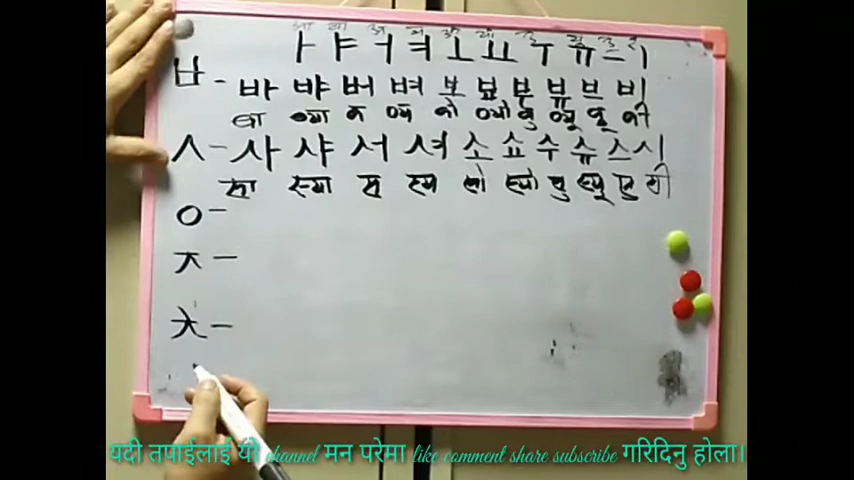 ㅏ ㅑ ㅓ ㅕ ㅗ ㅛ ㅜ ㅠ ㅡ ㅣ
ㅂ - 바 뱌 버 벼 보 뵤 부 뷰 브 비
बा ब्या ब ब्य बो ब्यो बु ब्यू बू बी
ㅅ - 사 샤 서 셔 소 쇼 수 슈 스 시
सा स्या स स्य सो स्यो सु स्यू सु सी
ㅇ -
ㅈ -
ㅊ -
यदी तपाईलाई यो channel मन परेमा like comment share subscribe गरिदिनु होला।